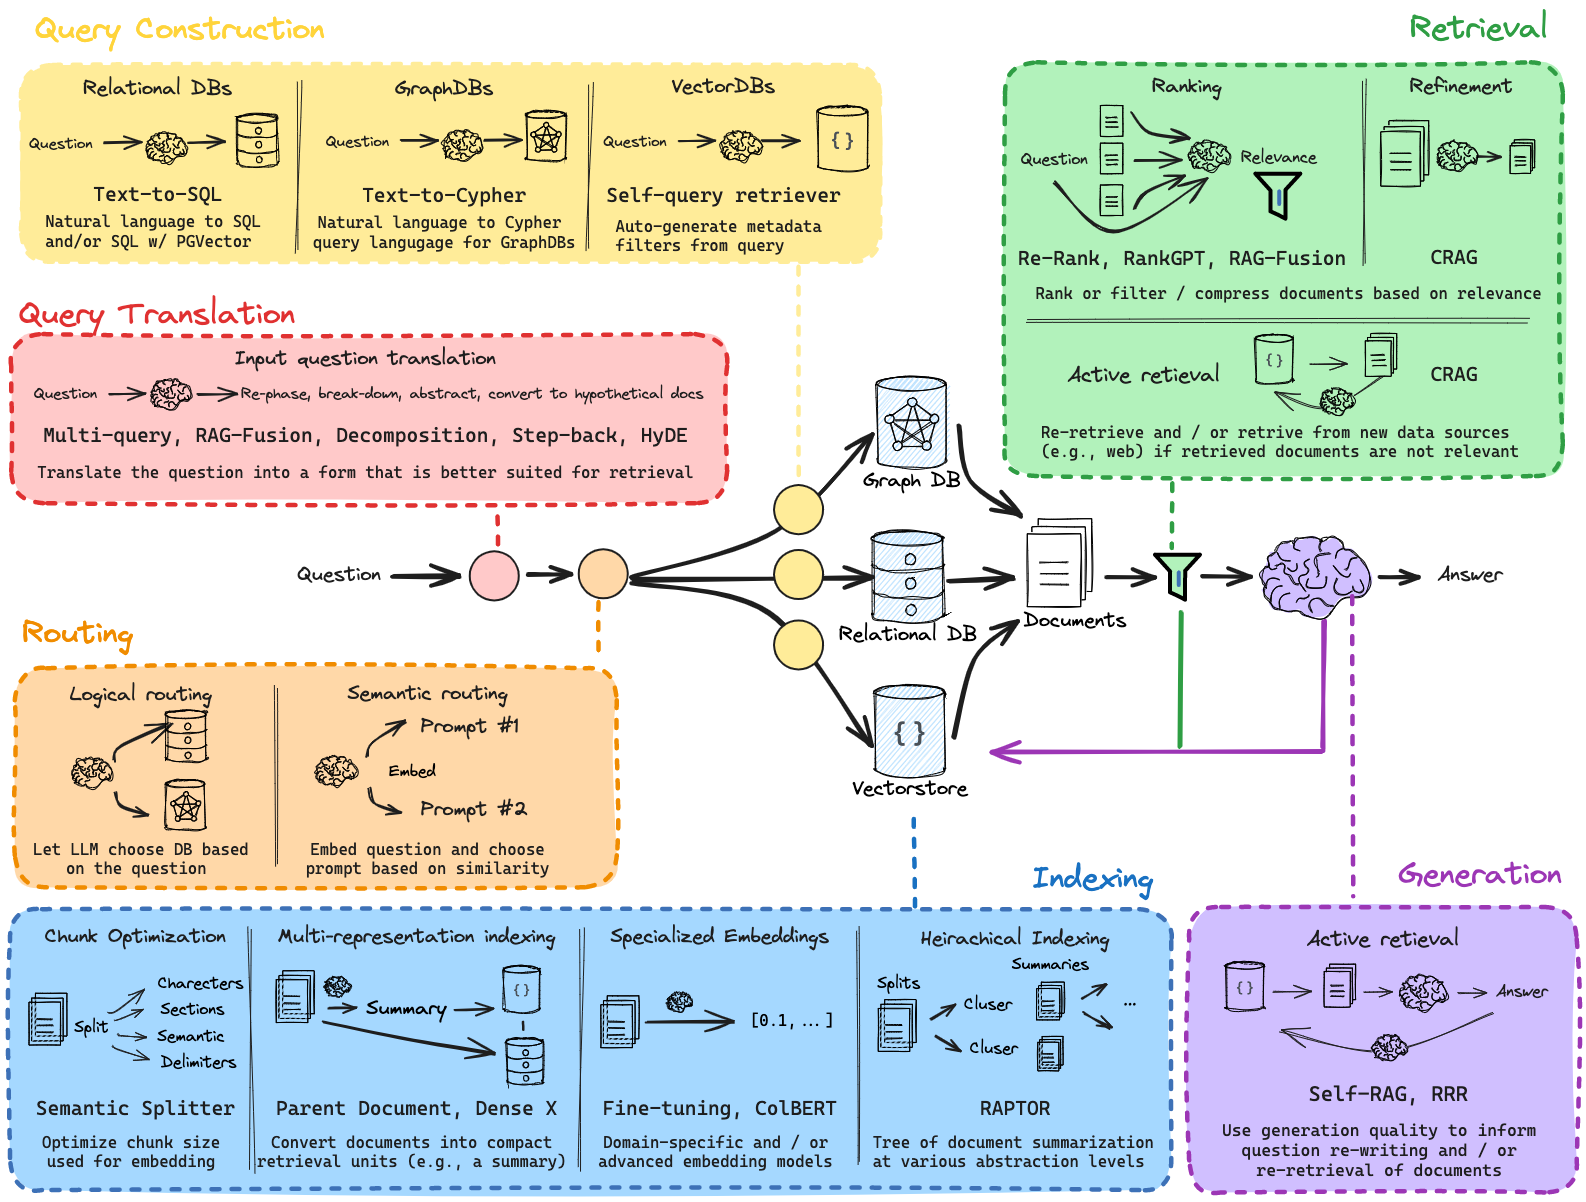 Query Construction
Relational DBs
Question
Text-to-SQL
Natural language to SQL
and/or SQL w/ PGVector
GraphDBs
Question
Text-to-Cypher
Natural language to Cypher
query langugage for GraphDBs
VectorDBs
Question
{}
Self-query retriever
Auto-generate metadata
filters from query
Retrieval
Ranking
Question
Relevance
Re-Rank, RankGPT, RAG-Fusion
Refinement
CRAG
Rank or filter / compress documents based on relevance
Active retieval
{}
CRAG
Re-retrieve and / or retrive from new data sources
(e.g., web) if retrieved documents are not relevant
Query Translation
Input question translation
Question
Re-phase, break-down, abstract, convert to hypothetical docs
Multi-query, RAG-Fusion, Decomposition, Step-back, HyDE
Translate the question into a form that is better suited for retrieval
Question
Graph DB
Relational DB
{}
Vectorstore
Documents
Answer
Routing
Logical routing
Let LLM choose DB based
on the question
Semantic routing
Prompt #1
Embed
Prompt #2
Embed question and choose
prompt based on similarity
Indexing
Chunk Optimization
Split
Charecters
Sections
Semantic
Delimiters
Semantic Splitter
Optimize chunk size
used for embedding
Multi-representation indexing
Summary
{}
Parent Document, Dense X
Convert documents into compact
retrieval units (e.g., a summary)
Specialized Embeddings
[0.1, ...]
Fine-tuning, ColBERT
Domain-specific and / or
advanced embedding models
Heirachical Indexing
Summaries
Splits
Cluser
...
Cluser
RAPTOR
Tree of document summarization
at various abstraction levels
Generation
Active retieval
{}
Answer
Self-RAG, RRR
Use generation quality to inform
question re-writing and / or
re-retrieval of documents